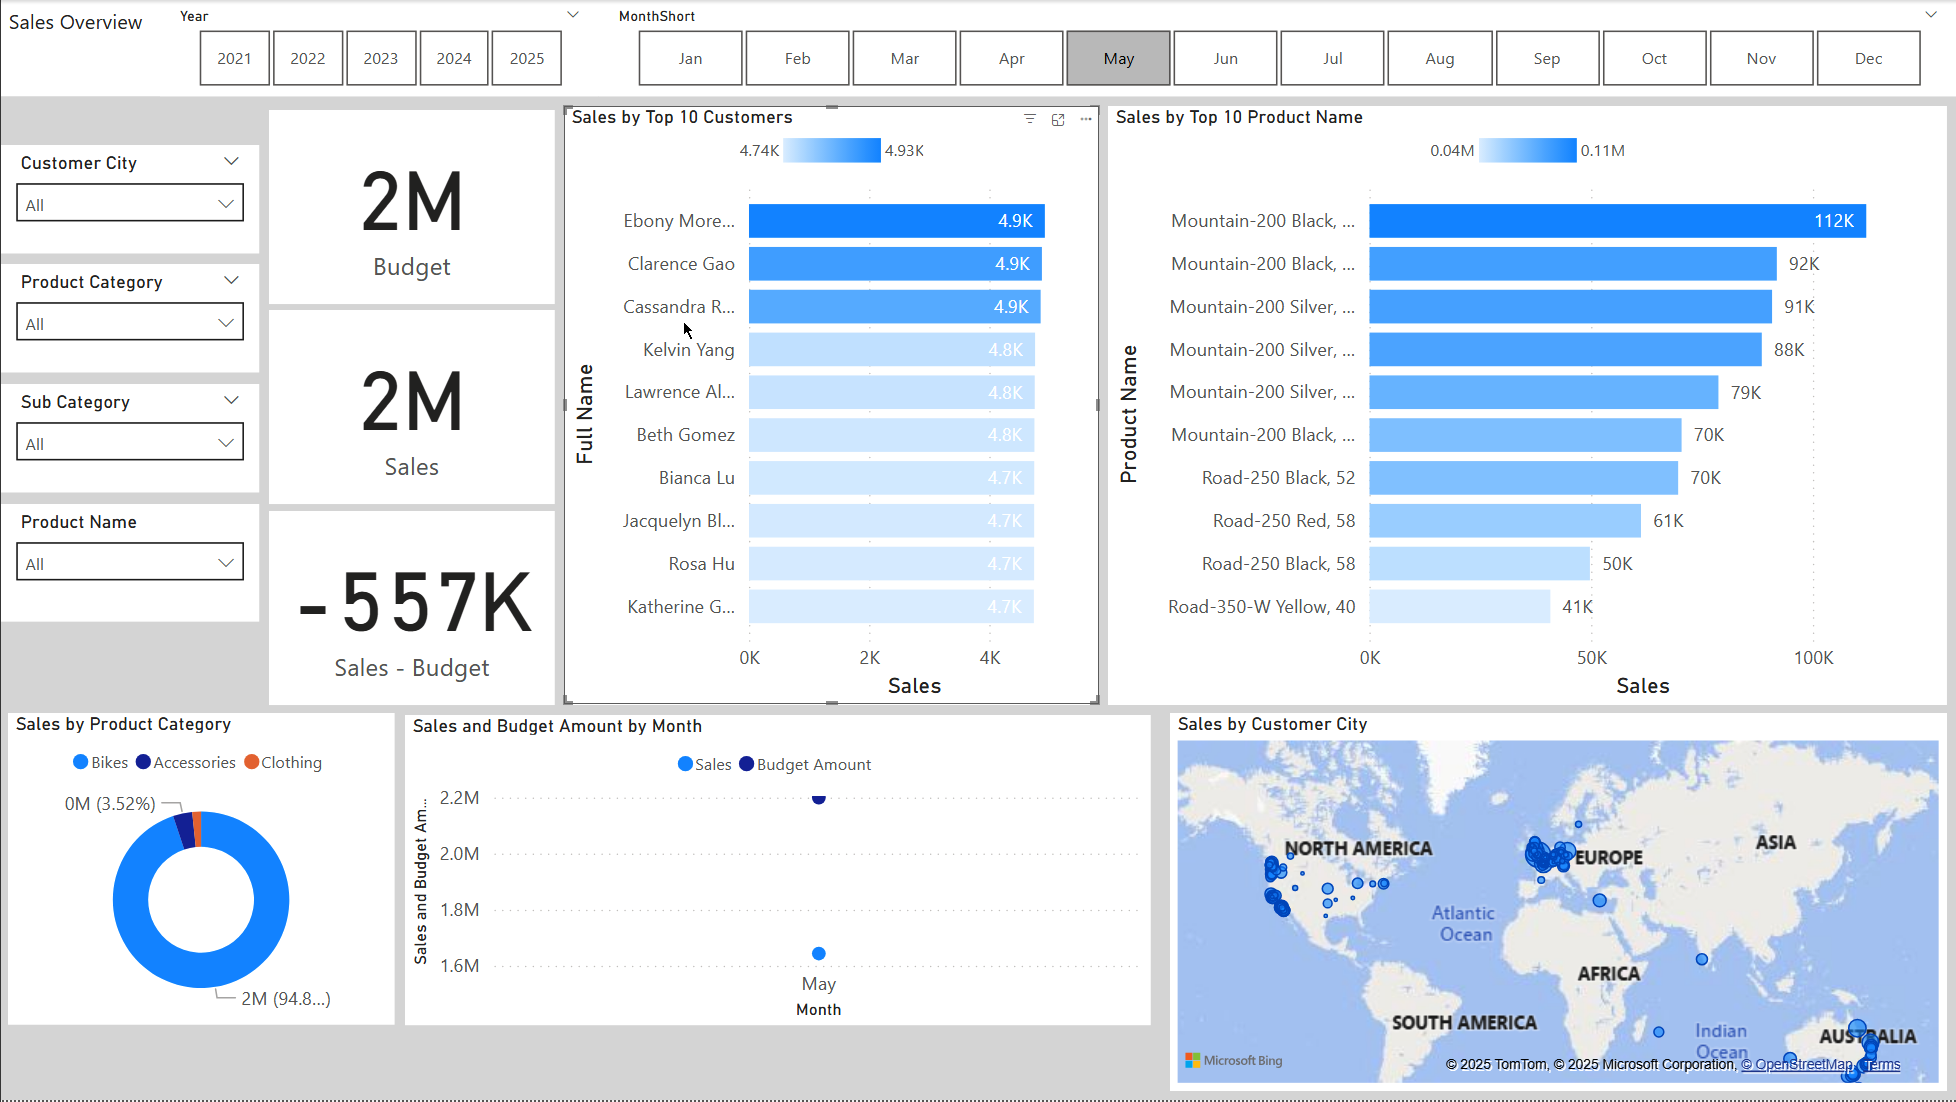 Sales Overview
Year
2021 2022 2023 2024 2025
MonthShort
Jan Feb Mar Apr May Jun Jul Aug Sep Oct Nov Dec
Customer City
All
Product Category
All
Sub Category
All
Product Name
All
2M
Budget
2M
Sales
-557K
Sales - Budget
Sales by Top 10 Customers
4.74K 4.93K
Full Name
Ebony More... 4.9K
Clarence Gao 4.9K
Cassandra R... 4.9K
Kelvin Yang 4.8K
Lawrence Al... 4.8K
Beth Gomez 4.8K
Bianca Lu 4.7K
Jacquelyn Bl... 4.7K
Rosa Hu 4.7K
Katherine G... 4.7K
0K 2K 4K
Sales
Sales by Top 10 Product Name
0.04M 0.11M
Product Name
Mountain-200 Black, ... 112K
Mountain-200 Black, ... 92K
Mountain-200 Silver, ... 91K
Mountain-200 Silver, ... 88K
Mountain-200 Silver, ... 79K
Mountain-200 Black, ... 70K
Road-250 Black, 52 70K
Road-250 Red, 58 61K
Road-250 Black, 58 50K
Road-350-W Yellow, 40 41K
0K 50K 100K
Sales
Sales by Product Category
Bikes Accessories Clothing
0M (3.52%)
2M (94.8...)
Sales and Budget Amount by Month
Sales Budget Amount
Sales and Budget Am...
2.2M
2.0M
1.8M
1.6M
May
Month
Sales by Customer City
NORTH AMERICA
EUROPE
ASIA
Atlantic
Ocean
AFRICA
SOUTH AMERICA
Indian
Ocean
AUSTRALIA
Microsoft Bing
© 2025 TomTom, © 2025 Microsoft Corporation, © OpenStreetMap Terms